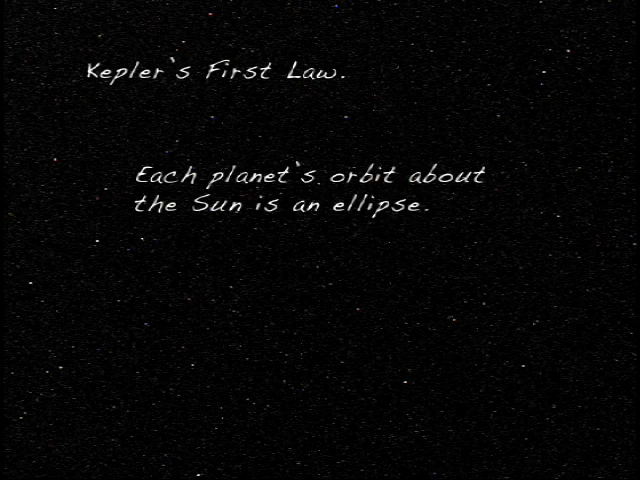 Kepler`s First Law.
Each planet`s orbit about
the Sun is an ellipse.